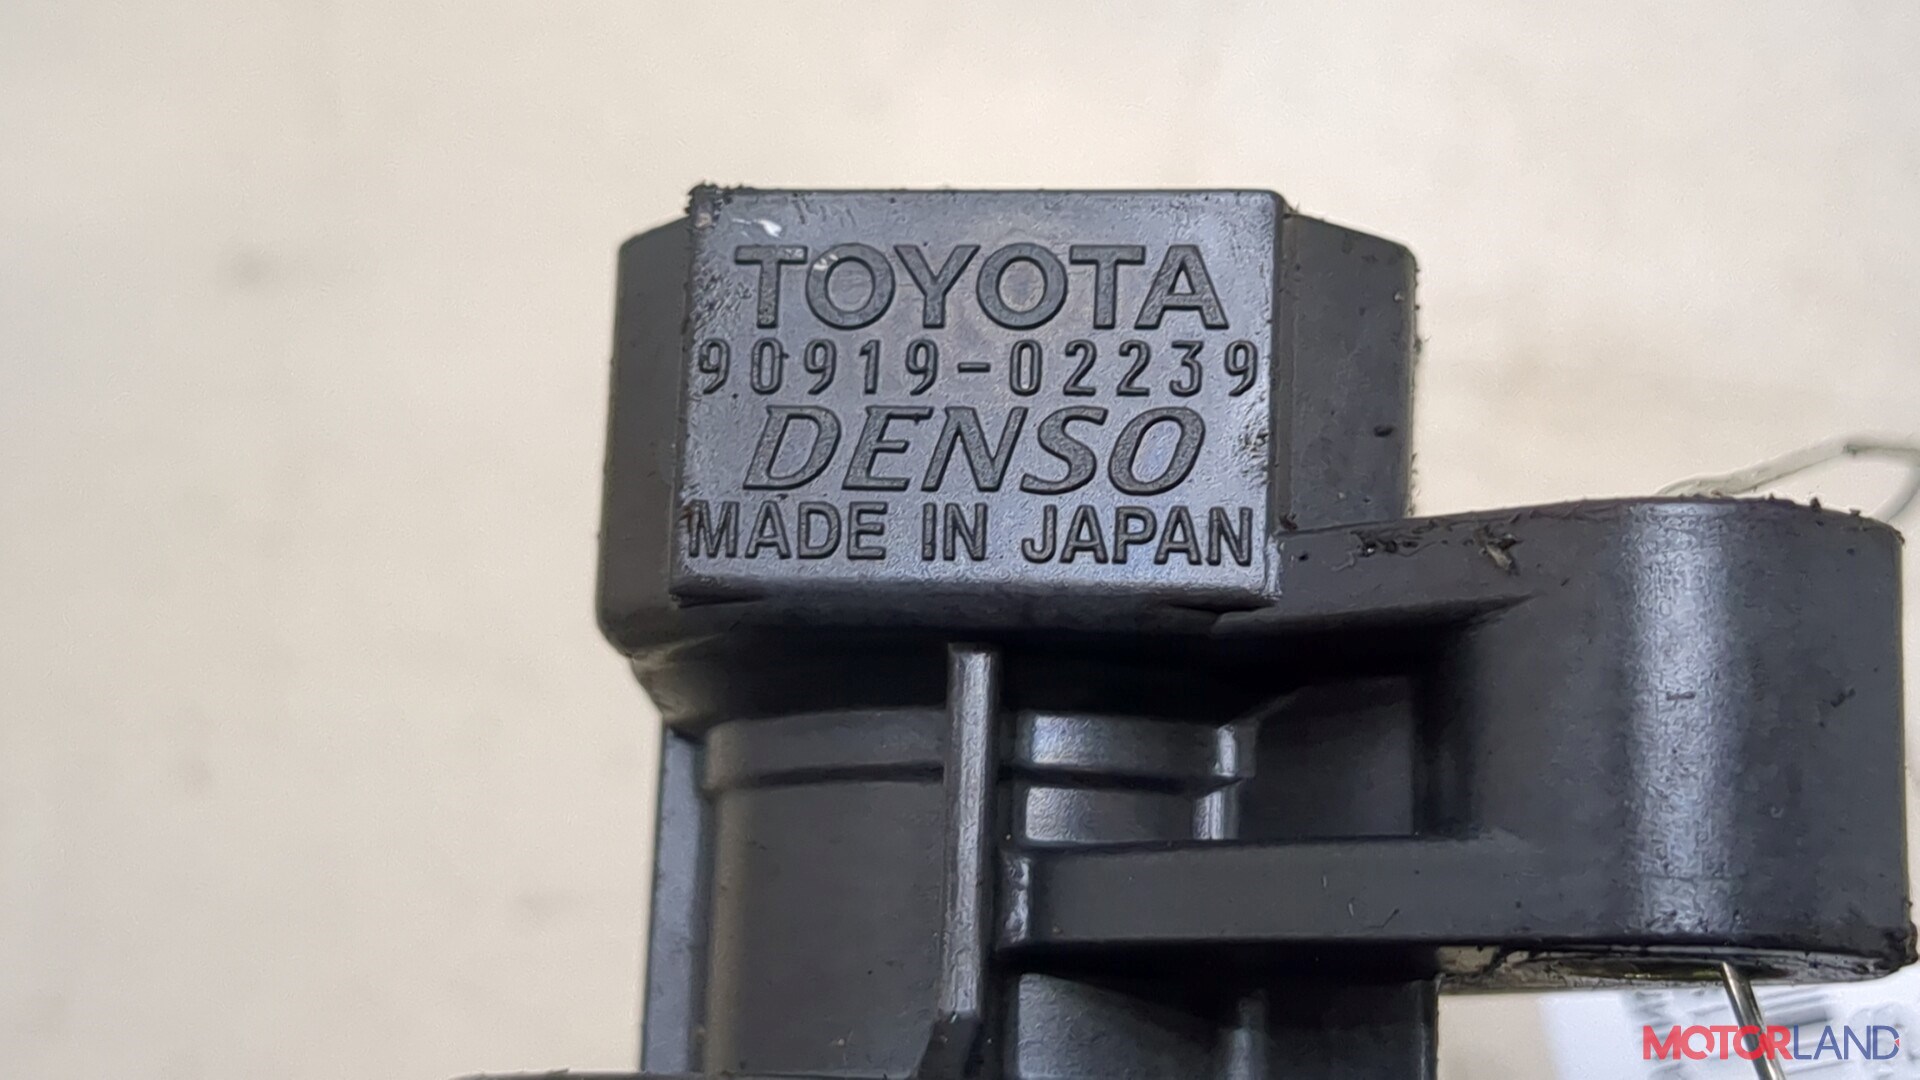 TOYOTA
90919-02239
DENSO
MADE IN JAPAN
MOTORLAND